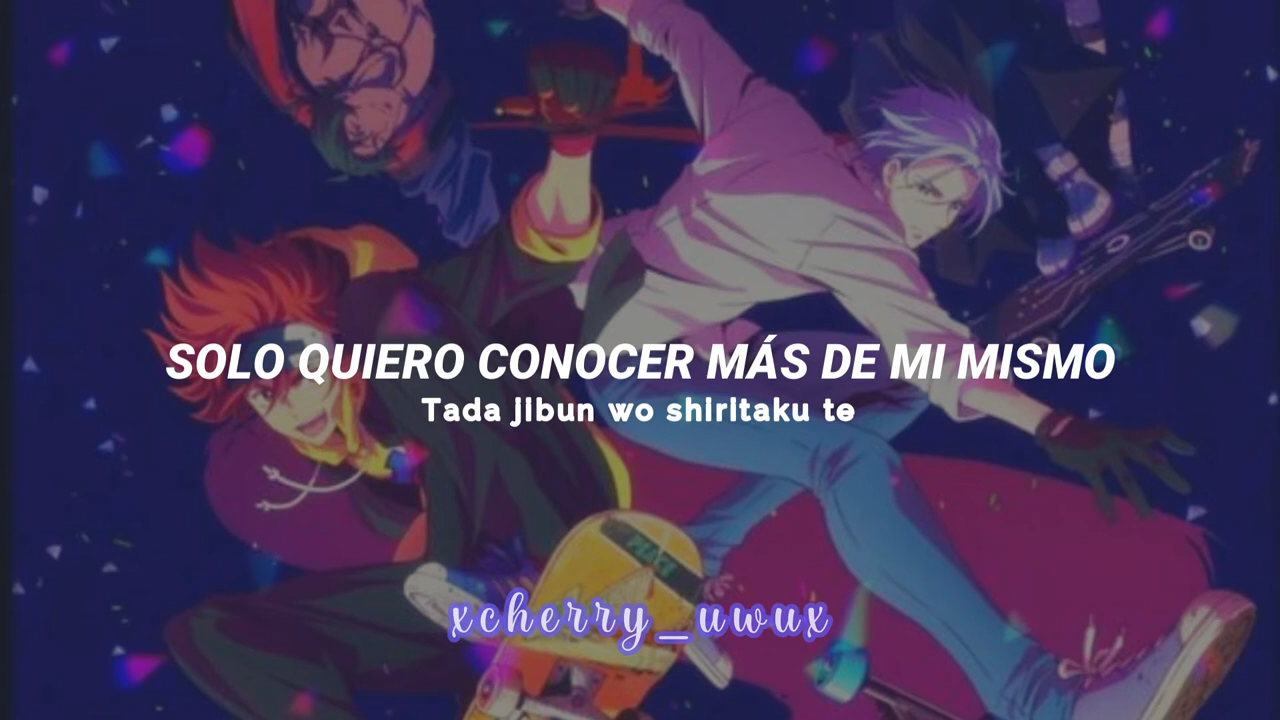 SOLO QUIERO CONOCER MÁS DE MI MISMO
Tada jibun wo shiritaku te
xcherry_uwux